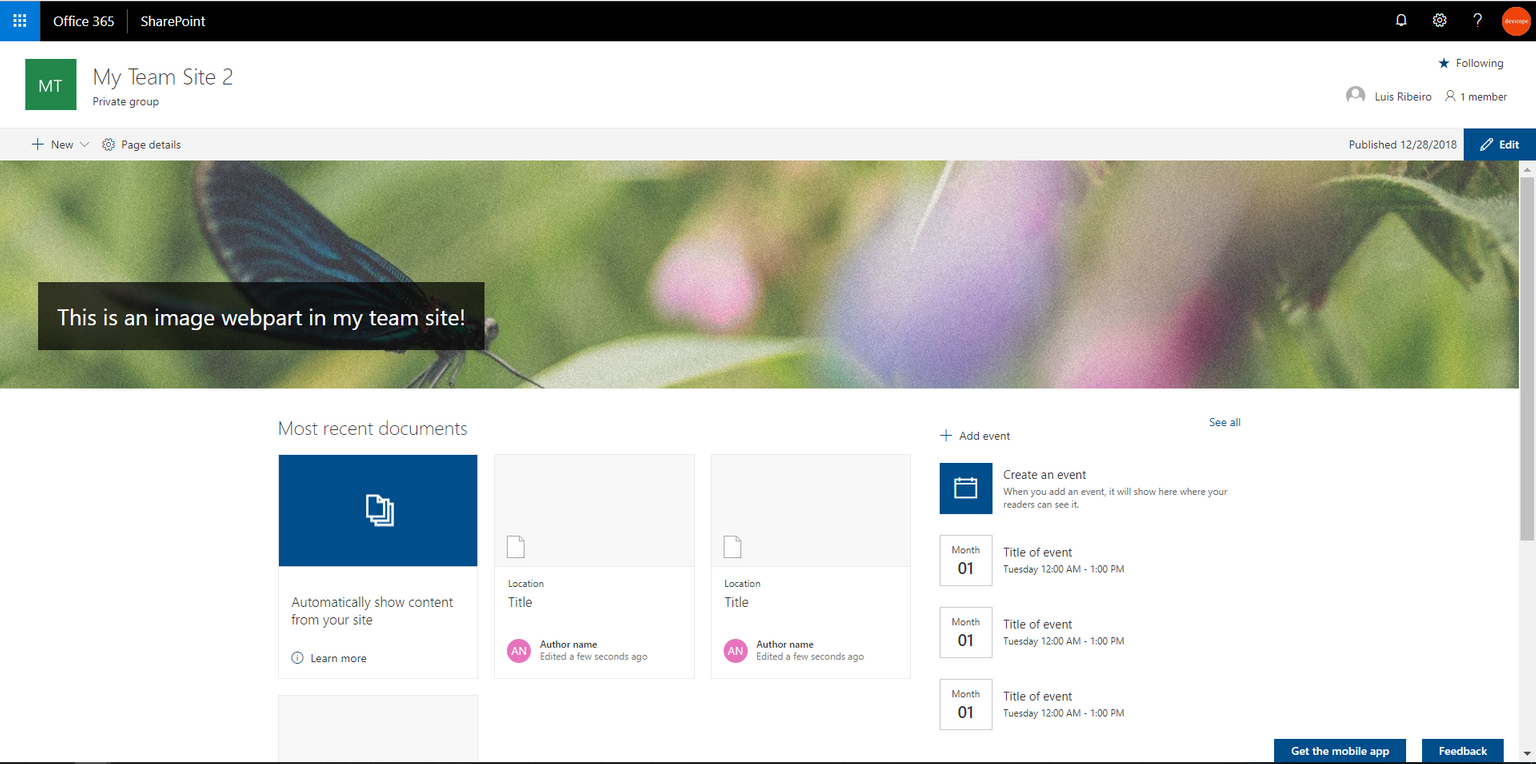 Office 365
SharePoint
?
devscope
MT
My Team Site 2
Private group
Following
Luis Ribeiro
1 member
New
Page details
Published 12/28/2018
Edit
This is an image webpart in my team site!
Most recent documents
Automatically show content
from your site
Learn more
Location
Title
AN
Author name
Edited a few seconds ago
Location
Title
AN
Author name
Edited a few seconds ago
See all
Add event
Create an event
When you add an event, it will show here where your
readers can see it.
Month
01
Title of event
Tuesday 12:00 AM - 1:00 PM
Month
01
Title of event
Tuesday 12:00 AM - 1:00 PM
Month
01
Title of event
Tuesday 12:00 AM - 1:00 PM
Get the mobile app
Feedback